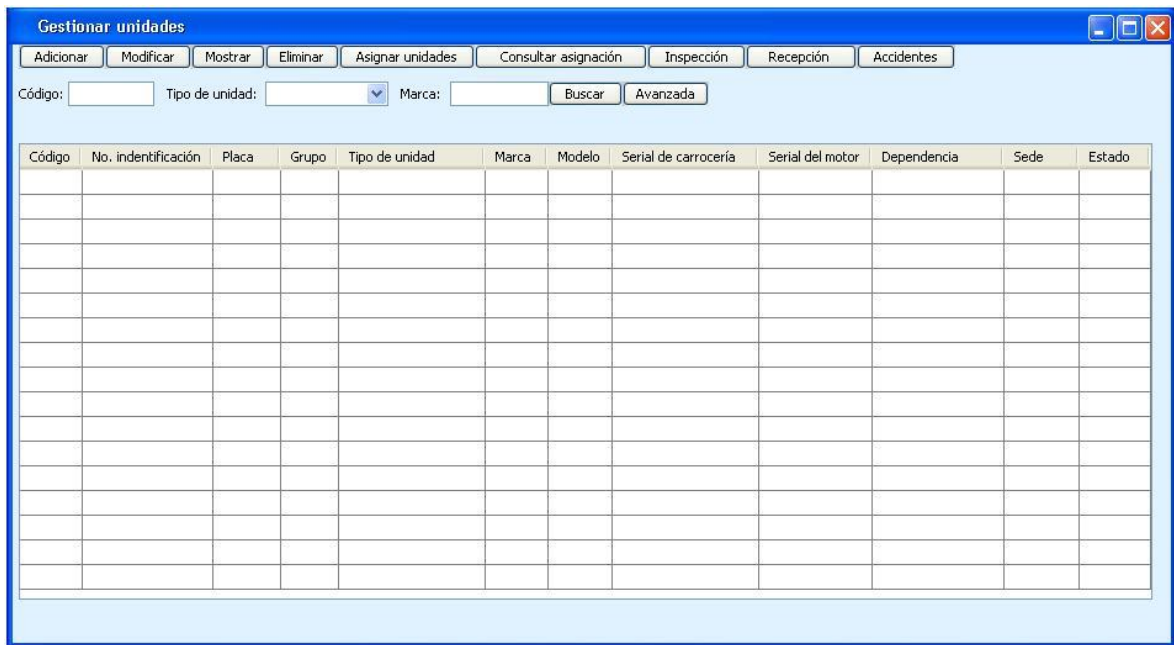 Gestionar unidades
Adicionar Modificar Mostrar Eliminar Asignar unidades Consultar asignación Inspección Recepción Accidentes
Código: Tipo de unidad: Marca: Buscar Avanzada
Código No. indentificación Placa Grupo Tipo de unidad Marca Modelo Serial de carrocería Serial del motor Dependencia Sede Estado